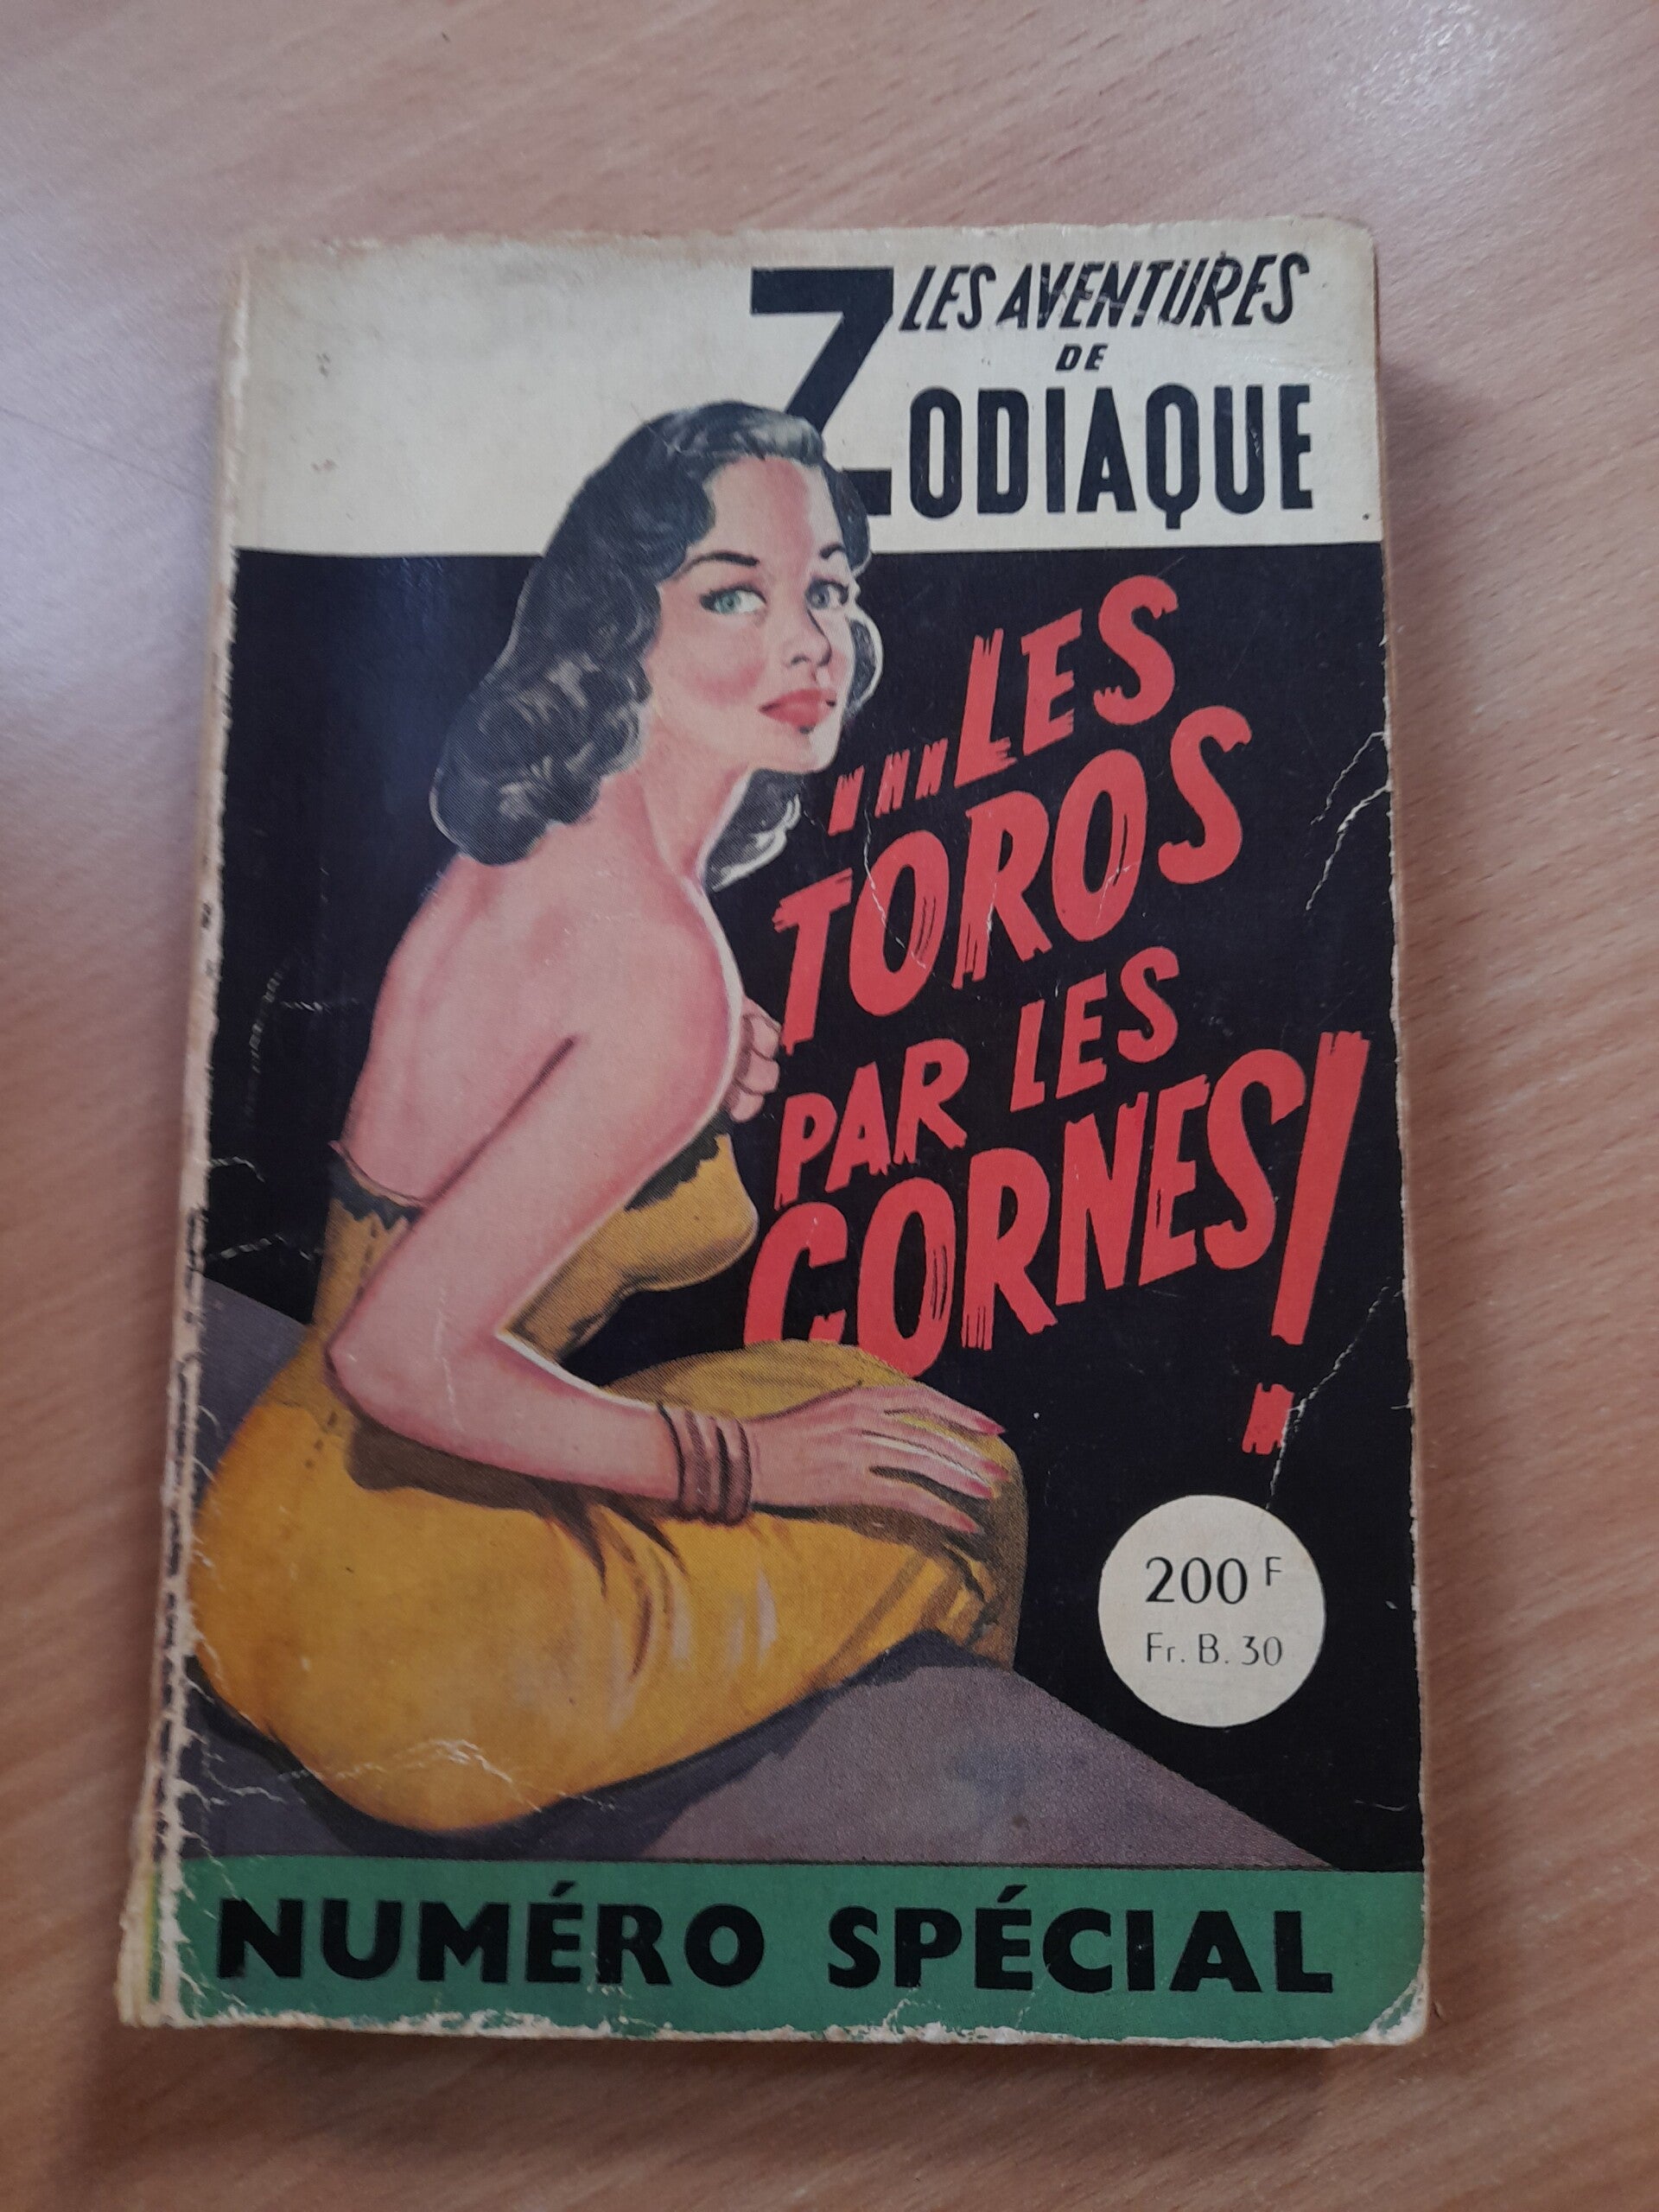 LES AVENTURES
DE
ZODIAQUE
...LES
TOROS
PAR LES
CORNES!
200 F
Fr. B. 30
NUMÉRO SPÉCIAL